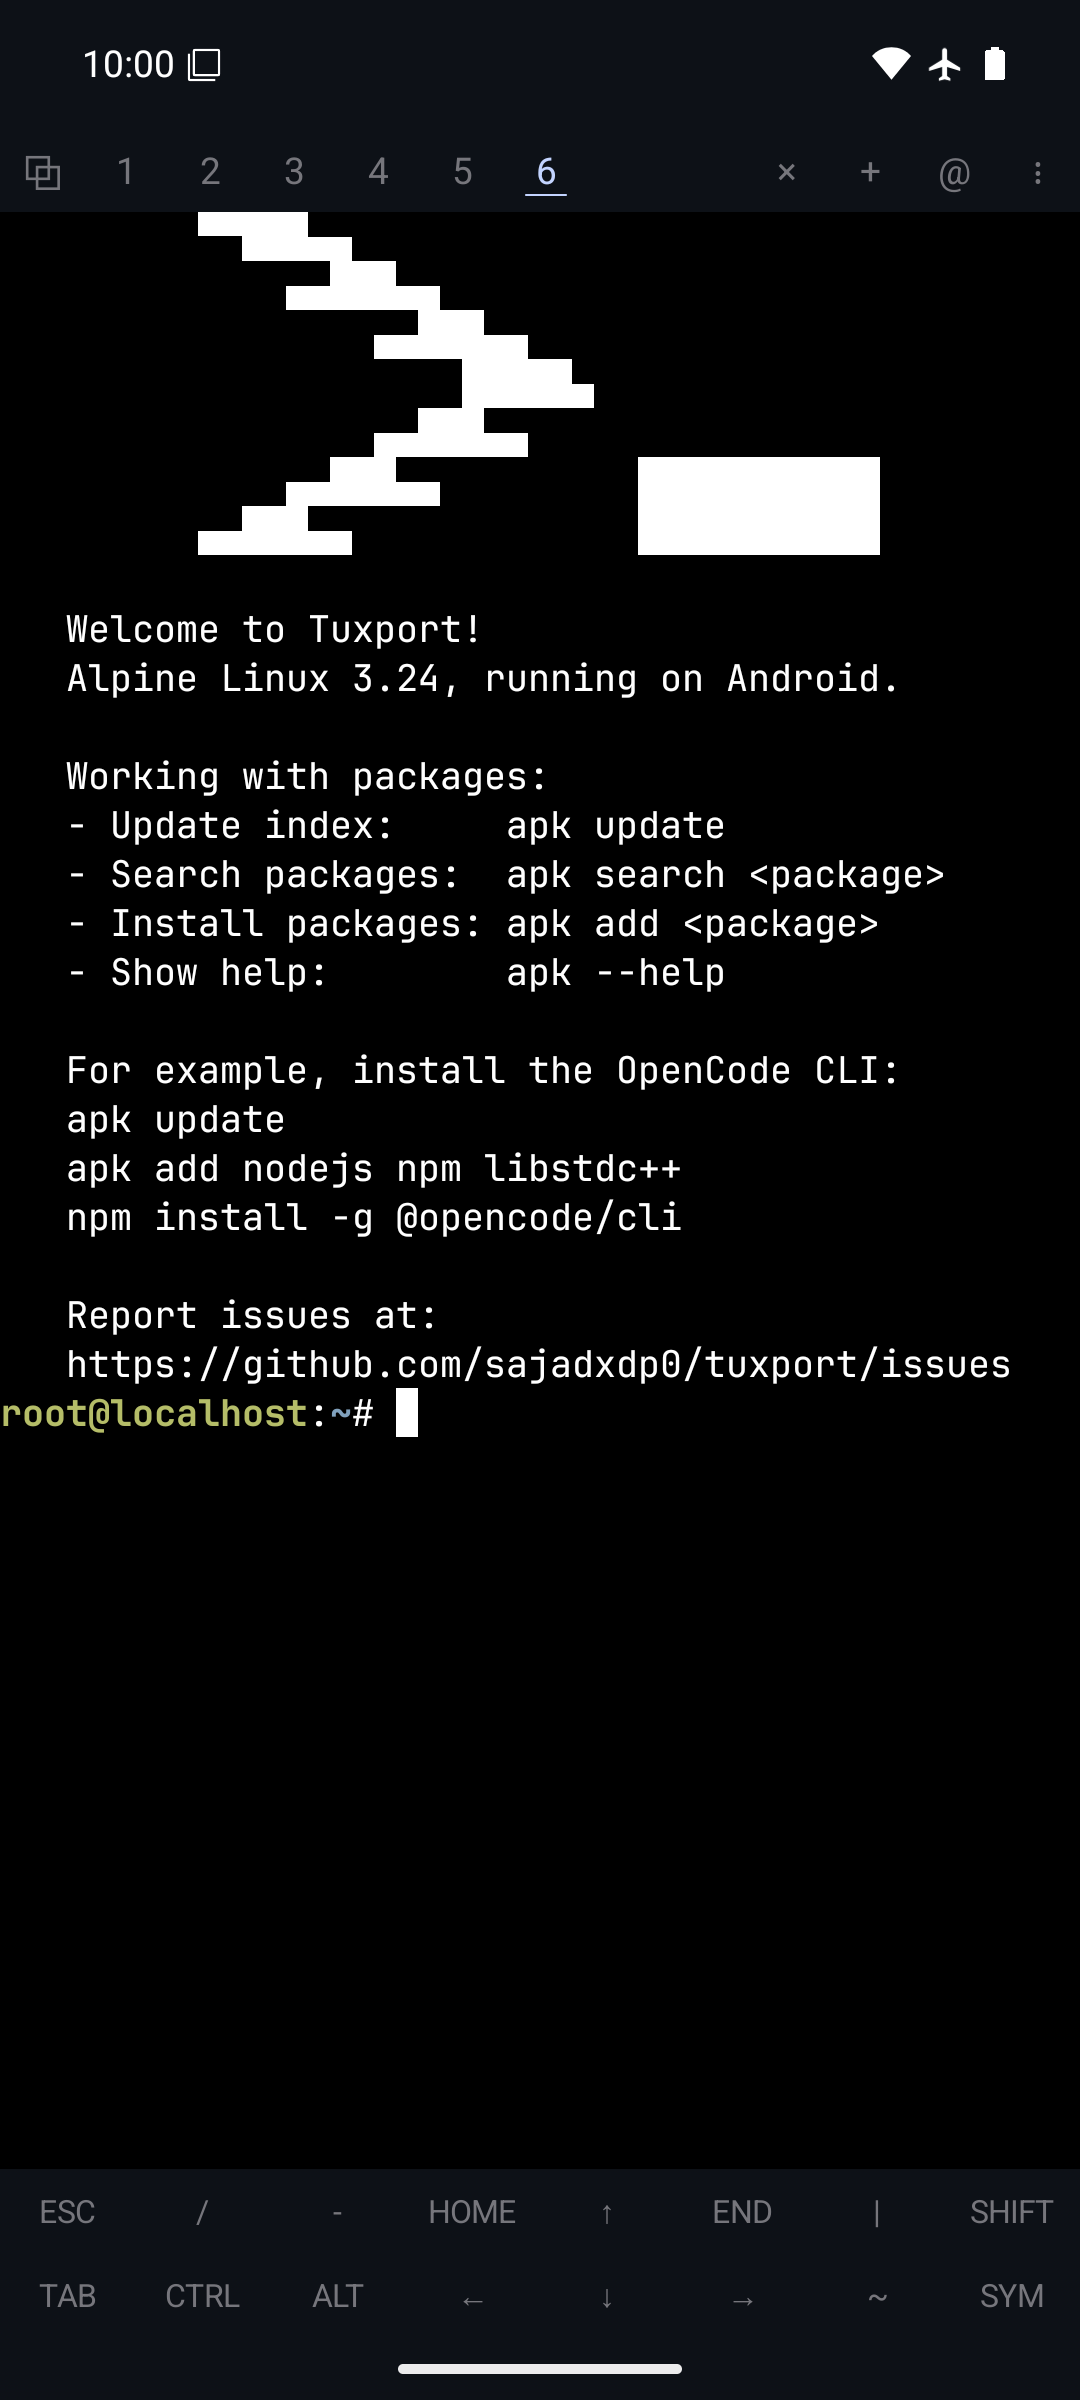 10:00
1 2 3 4 5 6 × + @
Welcome to Tuxport!
Alpine Linux 3.24, running on Android.
Working with packages:
- Update index:     apk update
- Search packages:  apk search <package>
- Install packages: apk add <package>
- Show help:        apk --help
For example, install the OpenCode CLI:
apk update
apk add nodejs npm libstdc++
npm install -g @opencode/cli
Report issues at:
https://github.com/sajadxdp0/tuxport/issues
root@localhost:~#
ESC / - HOME ↑ END | SHIFT
TAB CTRL ALT ← ↓ → ~ SYM